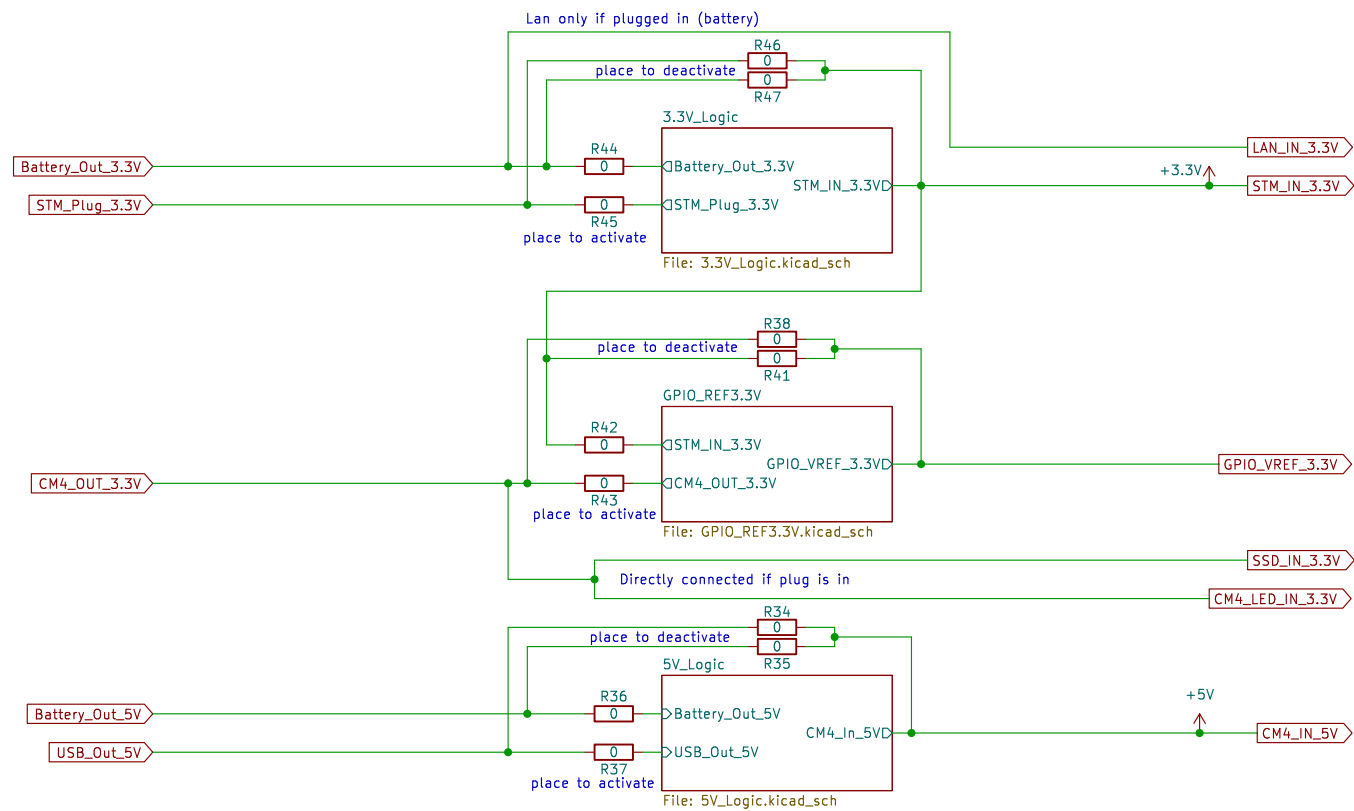 Lan only if plugged in (battery)
R46
0
place to deactivate
0
R47
3.3V_Logic
LAN_IN_3.3V
R44
Battery_Out_3.3V
0
Battery_Out_3.3V
+3.3V
STM_IN_3.3V
STM_IN_3.3V
STM_Plug_3.3V
0
STM_Plug_3.3V
R45
place to activate
File: 3.3V_Logic.kicad_sch
R38
0
place to deactivate
0
R41
GPIO_REF3.3V
R42
0
STM_IN_3.3V
GPIO_VREF_3.3V
GPIO_VREF_3.3V
CM4_OUT_3.3V
0
CM4_OUT_3.3V
R43
place to activate
File: GPIO_REF3.3V.kicad_sch
SSD_IN_3.3V
Directly connected if plug is in
CM4_LED_IN_3.3V
R34
0
place to deactivate
0
R35
5V_Logic
R36
+5V
Battery_Out_5V
0
Battery_Out_5V
CM4_In_5V
CM4_IN_5V
USB_Out_5V
0
USB_Out_5V
R37
place to activate
File: 5V_Logic.kicad_sch